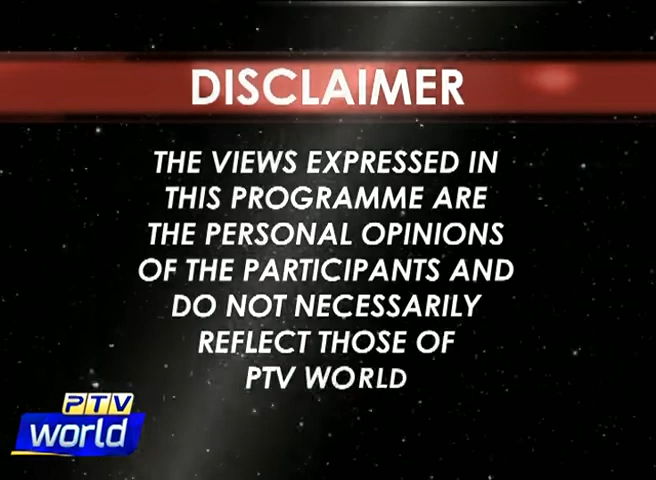 DISCLAIMER
THE VIEWS EXPRESSED IN
THIS PROGRAMME ARE
THE PERSONAL OPINIONS
OF THE PARTICIPANTS AND
DO NOT NECESSARILY
REFLECT THOSE OF
PTV WORLD
PTV
world